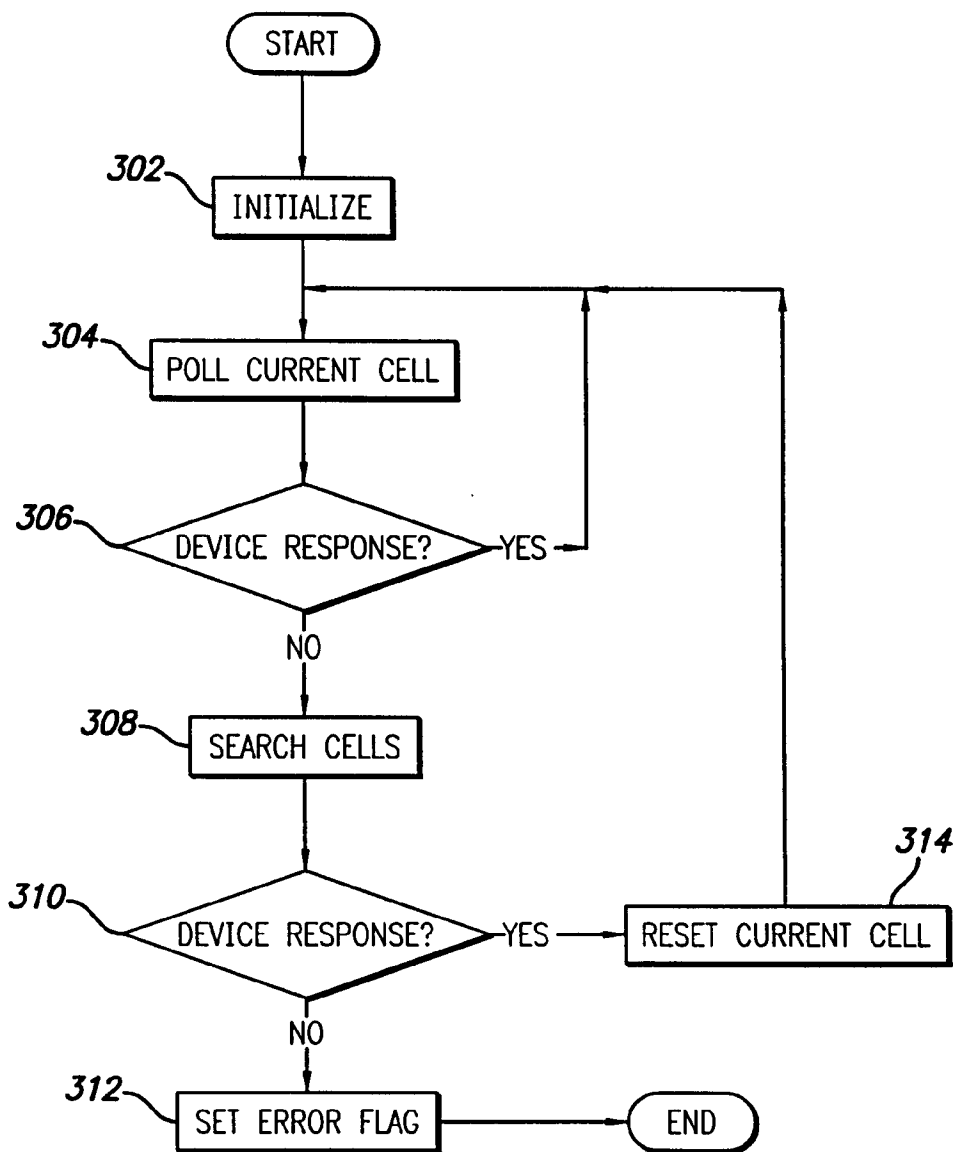 START
302
INITIALIZE
304
POLL CURRENT CELL
306
DEVICE RESPONSE?
YES
NO
308
SEARCH CELLS
314
310
DEVICE RESPONSE?
YES
RESET CURRENT CELL
NO
312
SET ERROR FLAG
END